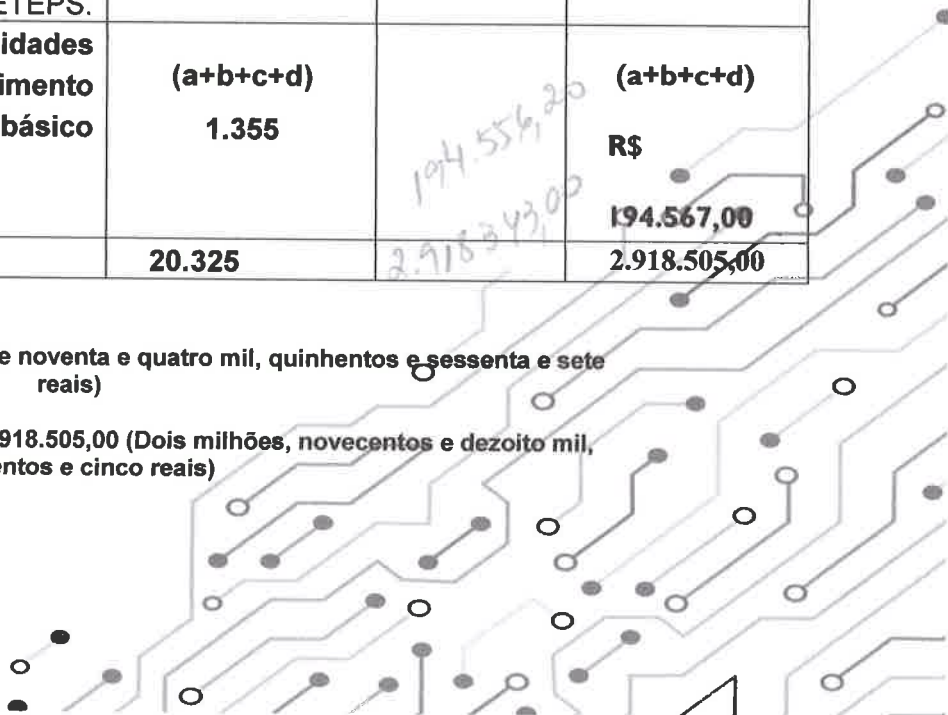 ETEPS.
idades
imento
básico
(a+b+c+d)
1.355
194.556,20
2.918343,00
(a+b+c+d)
R$
194.567,00
20.325
2.918.505,00
e noventa e quatro mil, quinhentos e sessenta e sete
reais)
918.505,00 (Dois milhões, novecentos e dezoito mil,
entos e cinco reais)